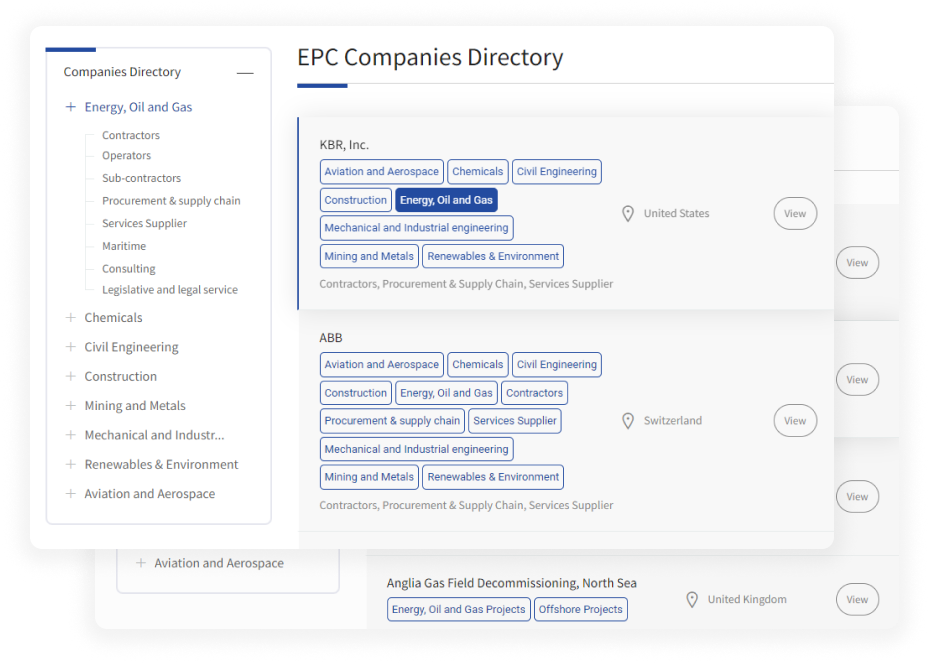 Companies Directory
Energy, Oil and Gas
Contractors
Operators
Sub-contractors
Procurement & supply chain
Services Supplier
Maritime
Consulting
Legislative and legal service
Chemicals
Civil Engineering
Construction
Mining and Metals
Mechanical and Industr...
Renewables & Environment
Aviation and Aerospace
EPC Companies Directory
KBR, Inc.
Aviation and Aerospace Chemicals Civil Engineering
Construction Energy, Oil and Gas
Mechanical and Industrial engineering
Mining and Metals Renewables & Environment
Contractors, Procurement & Supply Chain, Services Supplier
United States
View
ABB
Aviation and Aerospace Chemicals Civil Engineering
Construction Energy, Oil and Gas Contractors
Procurement & supply chain Services Supplier
Mechanical and Industrial engineering
Mining and Metals Renewables & Environment
Contractors, Procurement & Supply Chain, Services Supplier
Switzerland
View
View
View
View
Aviation and Aerospace
Anglia Gas Field Decommissioning, North Sea
Energy, Oil and Gas Projects Offshore Projects
United Kingdom
View